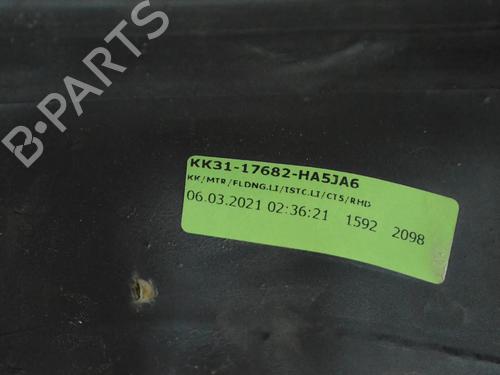 B-PARTS
KK31-17682-HA5JA6
KK/MTR/FLDNG.LI/ISTC.LI/CTS/RHD
06.03.2021 02:36:21 1592 2098